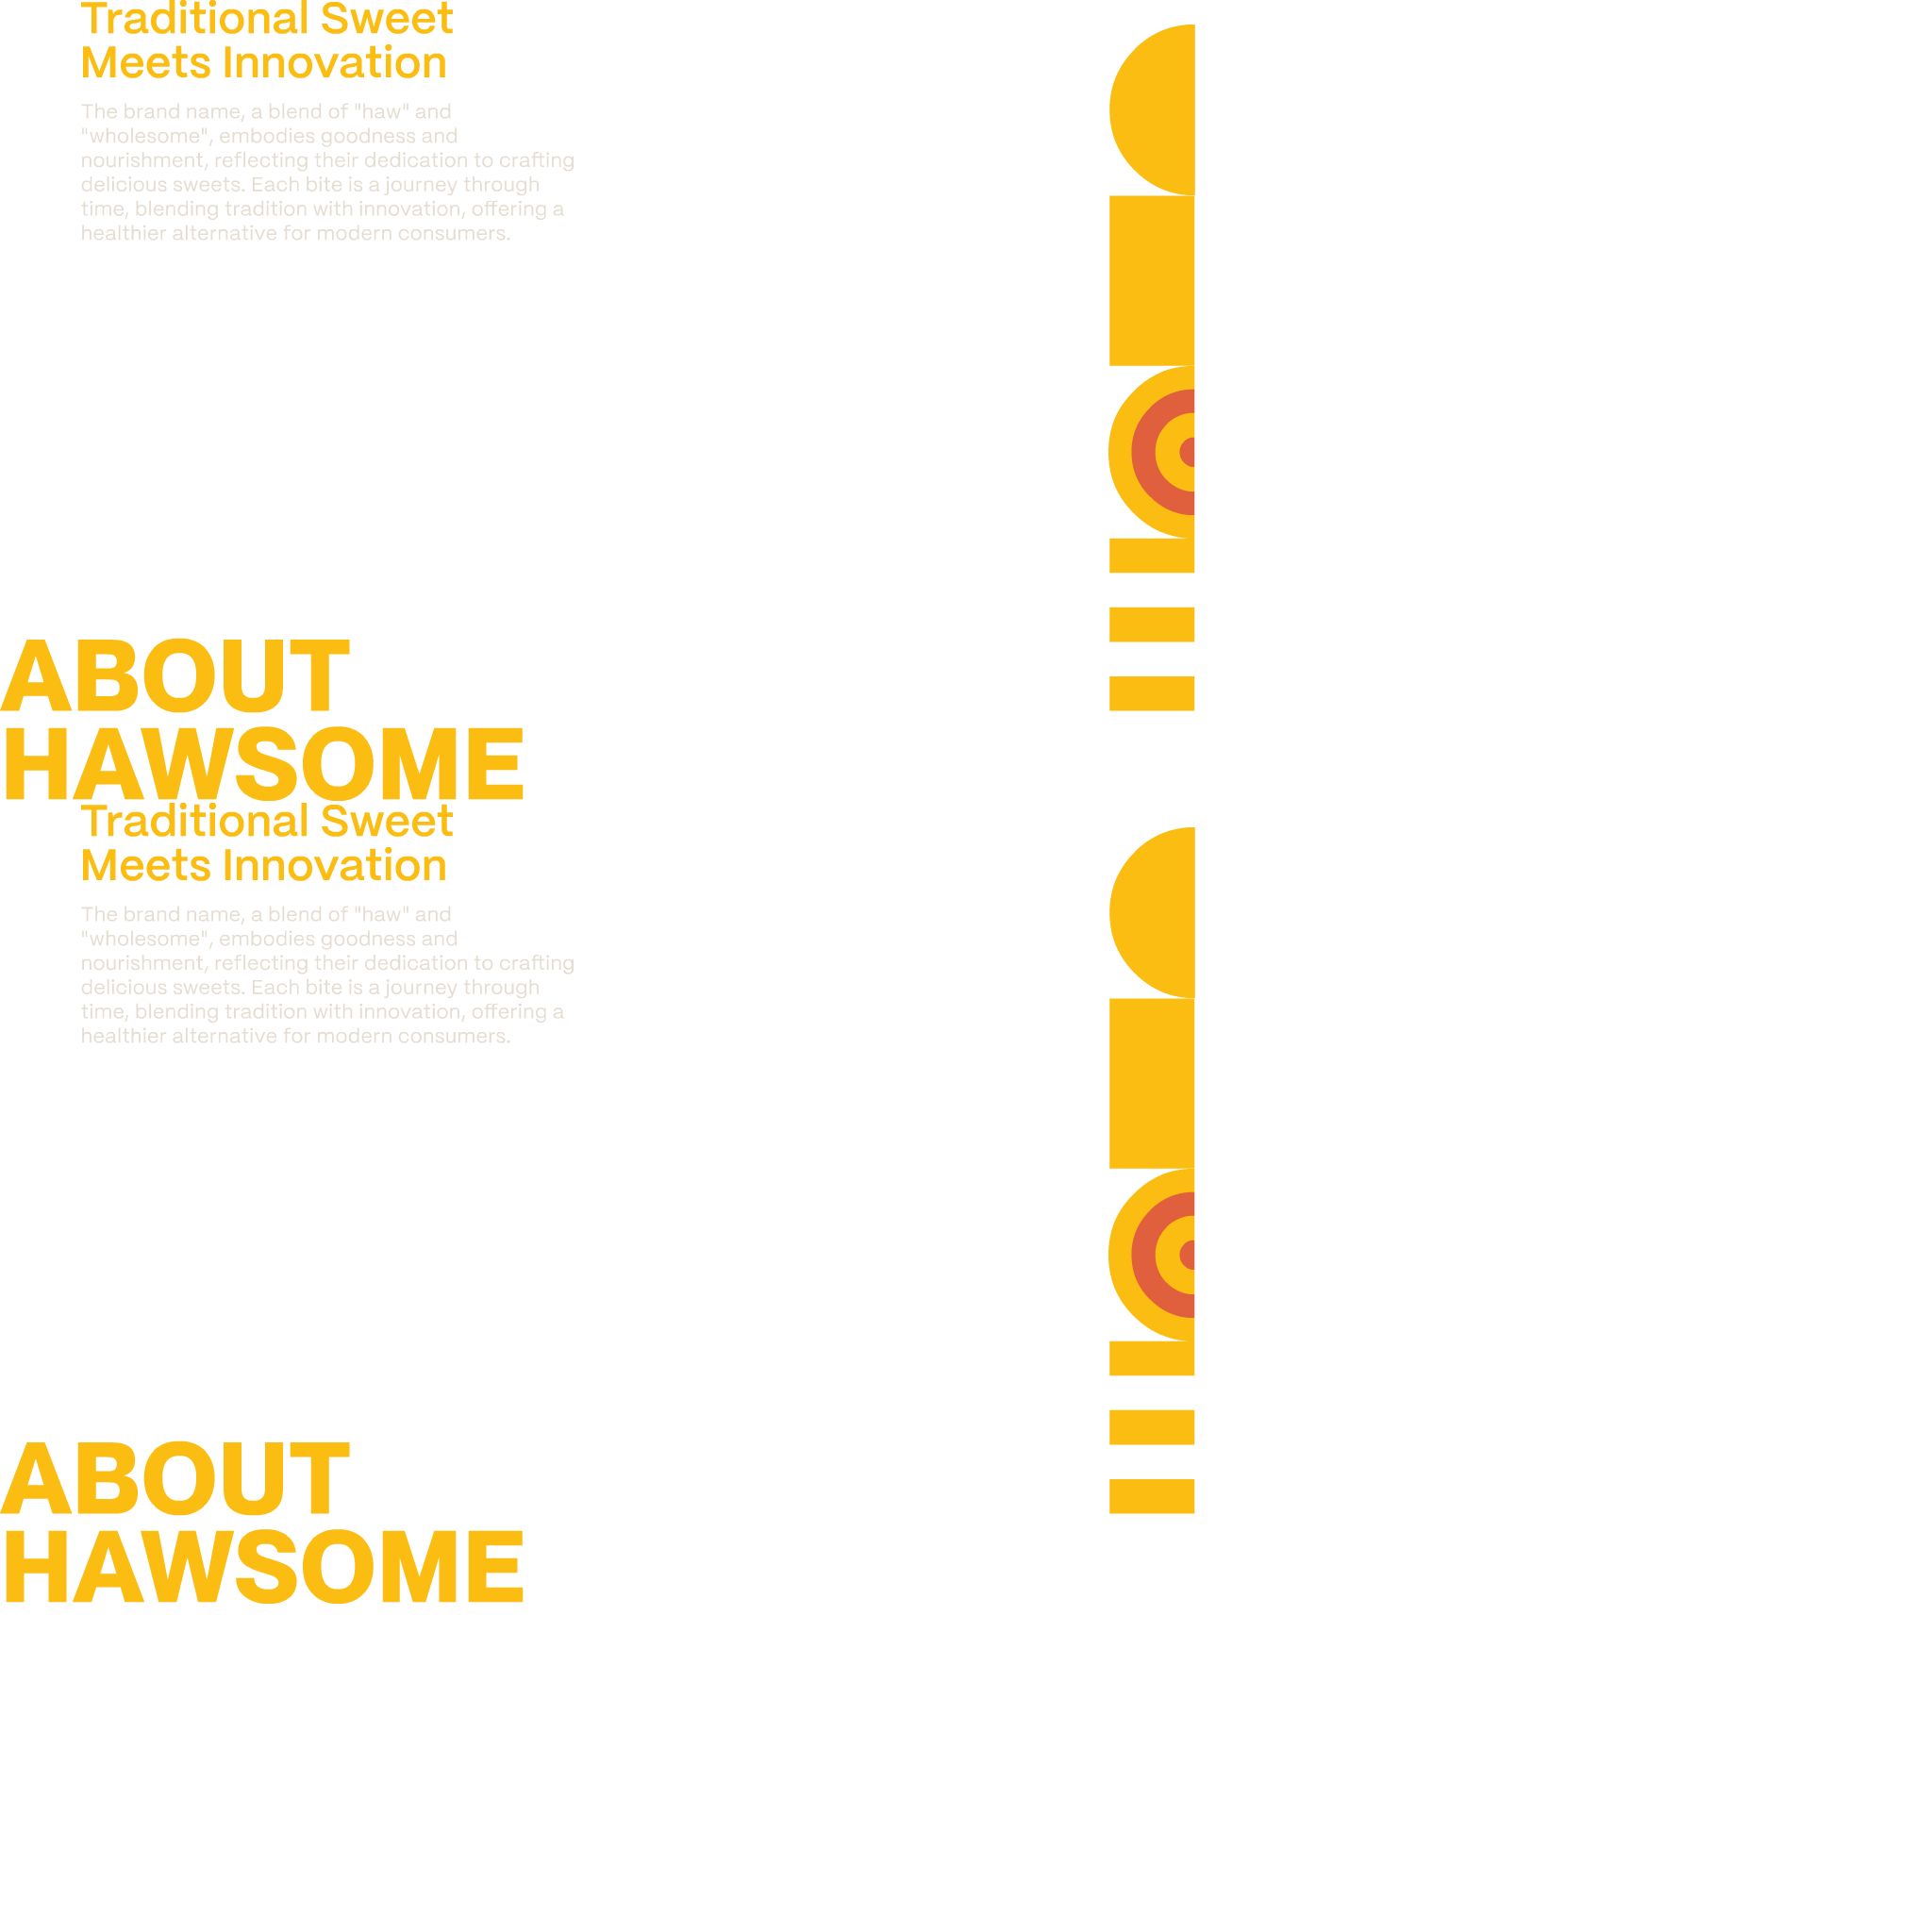 Traditional Sweet
Meets Innovation
The brand name, a blend of "haw" and
"wholesome", embodies goodness and
nourishment, reflecting their dedication to crafting
delicious sweets. Each bite is a journey through
time, blending tradition with innovation, offering a
healthier alternative for modern consumers.
ABOUT
HAWSOME
Traditional Sweet
Meets Innovation
The brand name, a blend of "haw" and
"wholesome", embodies goodness and
nourishment, reflecting their dedication to crafting
delicious sweets. Each bite is a journey through
time, blending tradition with innovation, offering a
healthier alternative for modern consumers.
ABOUT
HAWSOME